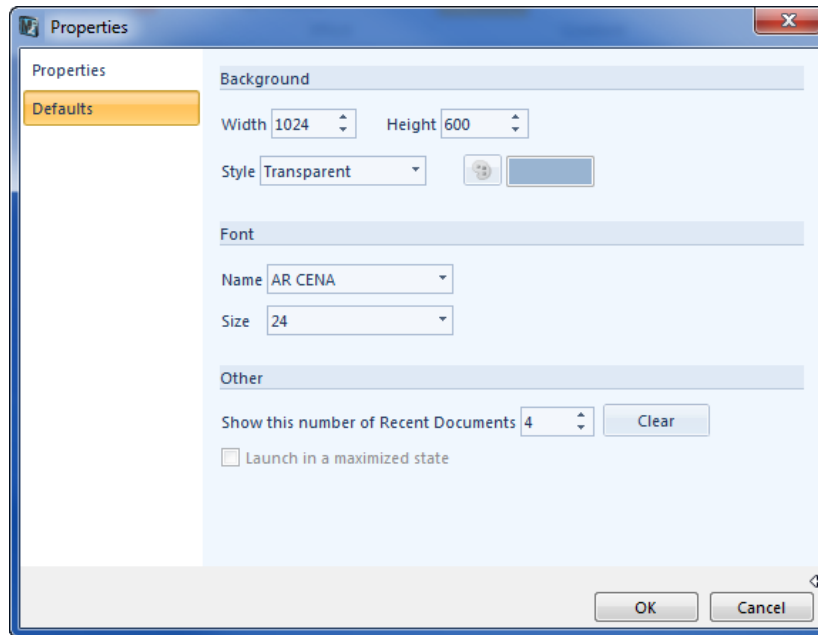 Properties
Properties
Defaults
Background
Width 1024 Height 600
Style Transparent
Font
Name AR CENA
Size 24
Other
Show this number of Recent Documents 4 Clear
Launch in a maximized state
OK Cancel